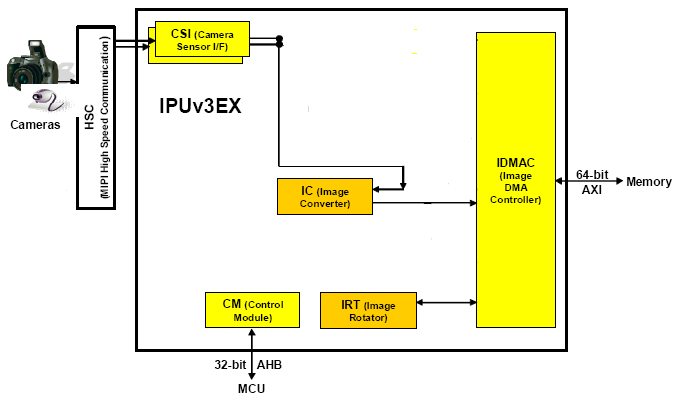 CSI (Camera
Sensor I/F)
IPUv3EX
HSC
(MIPI High Speed Communication)
Cameras
IDMAC
(Image
DMA
Controller)
64-bit
AXI
Memory
IC (Image
Converter)
CM (Control
Module)
IRT (Image
Rotator)
32-bit AHB
MCU